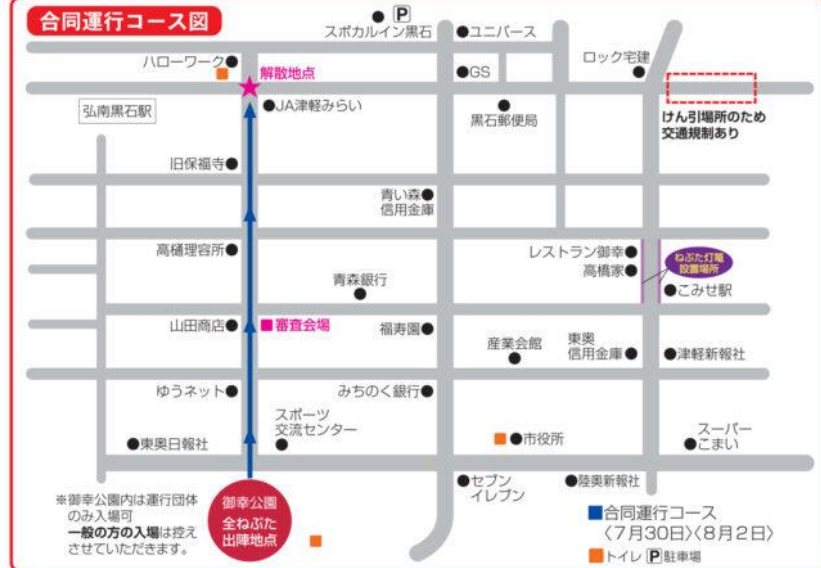 合同運行コース図
P
スポカルイン黒石
ユニバース
ハローワーク
解散地点
GS
ロック宅建
弘南黒石駅
JA津軽みらい
黒石郵便局
けん引場所のため
交通規制あり
旧保福寺
青い森
信用金庫
高樋理容所
レストラン御幸
高橋家
ねぷた灯篭
設置場所
青森銀行
こみせ駅
山田商店
審査会場
福寿園
産業会館
東奥
信用金庫
津軽新報社
ゆうネット
みちのく銀行
スポーツ
交流センター
東奥日報社
市役所
スーパー
こまい
※御幸公園内は運行団体
のみ入場可
一般の方の入場は控え
させていただきます。
御幸公園
全ねぷた
出陣地点
セブン
イレブン
陸奥新報社
合同運行コース
〈7月30日〉〈8月2日〉
トイレ P 駐車場